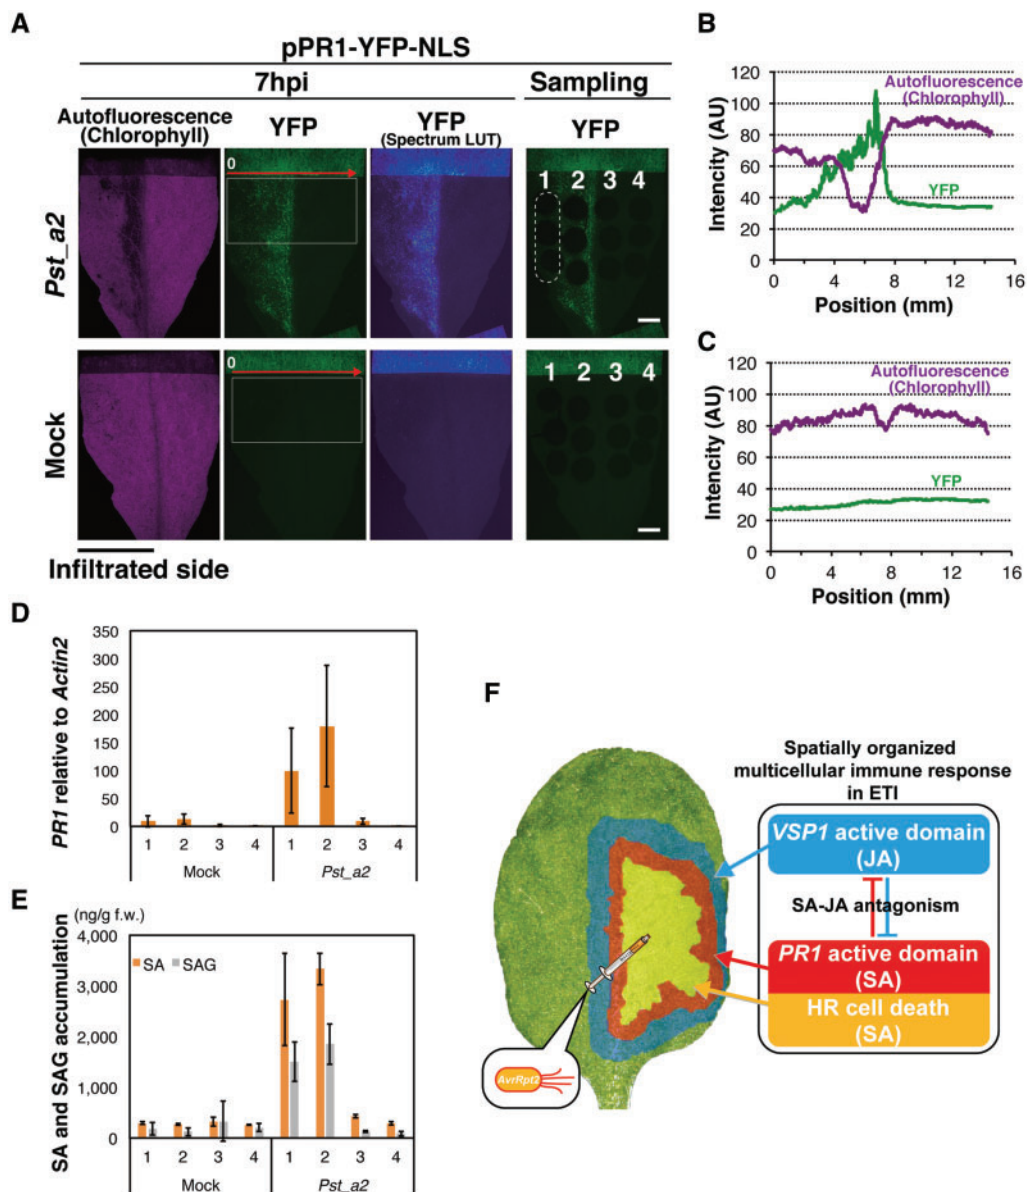 A
pPR1-YFP-NLS
7hpi
Sampling
Autofluorescence
(Chlorophyll)
YFP
YFP
(Spectrum LUT)
YFP
Pst_a2
0
1 2 3 4
Mock
0
1 2 3 4
Infiltrated side
B
Intencity (AU)
120
100
80
60
40
20
0
Autofluorescence
(Chlorophyll)
YFP
0 4 8 12 16
Position (mm)
C
Intencity (AU)
120
100
80
60
40
20
0
Autofluorescence
(Chlorophyll)
YFP
0 4 8 12 16
Position (mm)
D
PR1 relative to Actin2
350
300
250
200
150
100
50
0
1 2 3 4 1 2 3 4
Mock Pst_a2
E
(ng/g f.w.)
SA and SAG accumulation
4,000
3,000
2,000
1,000
0
SA SAG
1 2 3 4 1 2 3 4
Mock Pst_a2
F
Spatially organized
multicellular immune response
in ETI
VSP1 active domain
(JA)
SA-JA antagonism
PR1 active domain
(SA)
HR cell death
(SA)
AvrRpt2